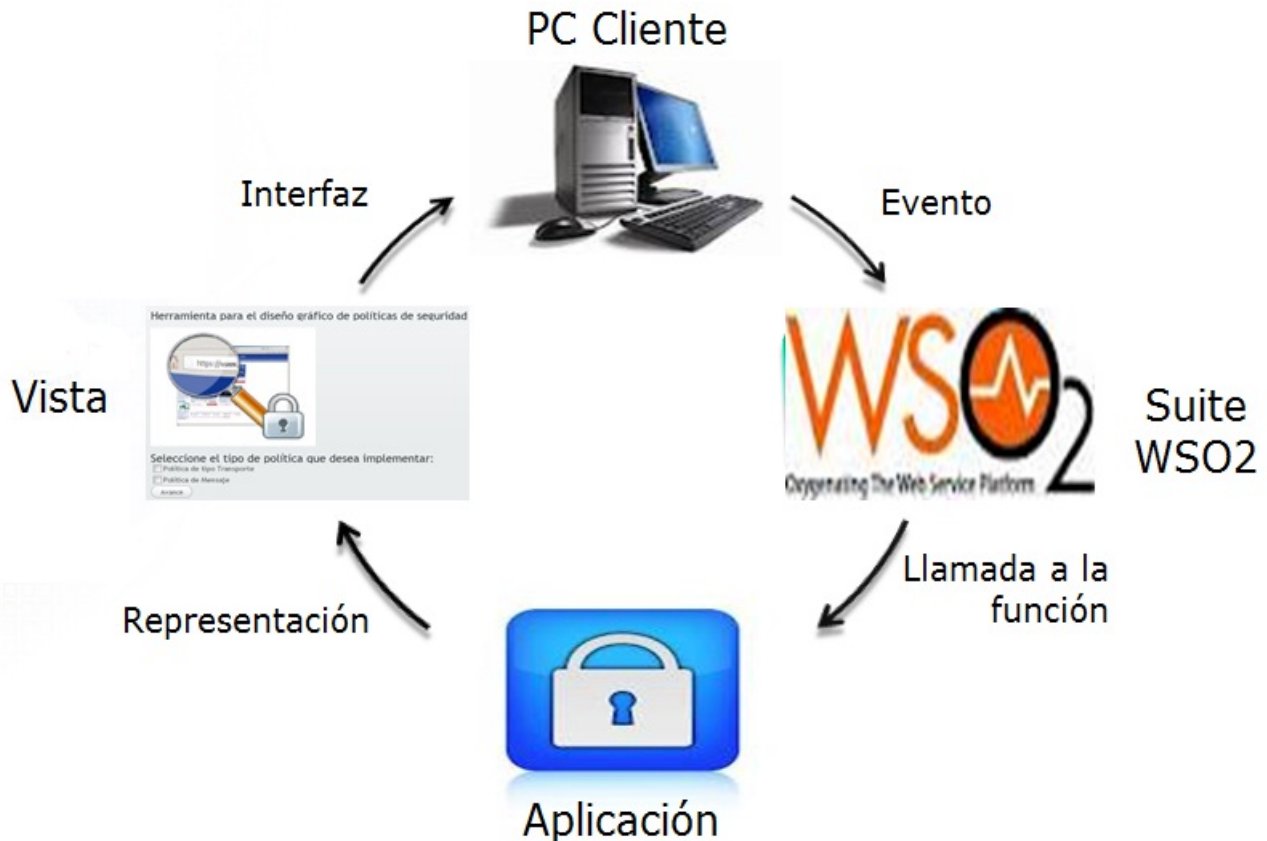 PC Cliente
Interfaz
Evento
Herramienta para el diseño gráfico de políticas de seguridad
https://
Vista
Seleccione el tipo de política que desea implementar:
Política de tipo Transporte
Política de Mensaje
Avance
WSO2
Oxygenating The Web Service Platform
Suite
WSO2
Llamada a la
función
Representación
Aplicación